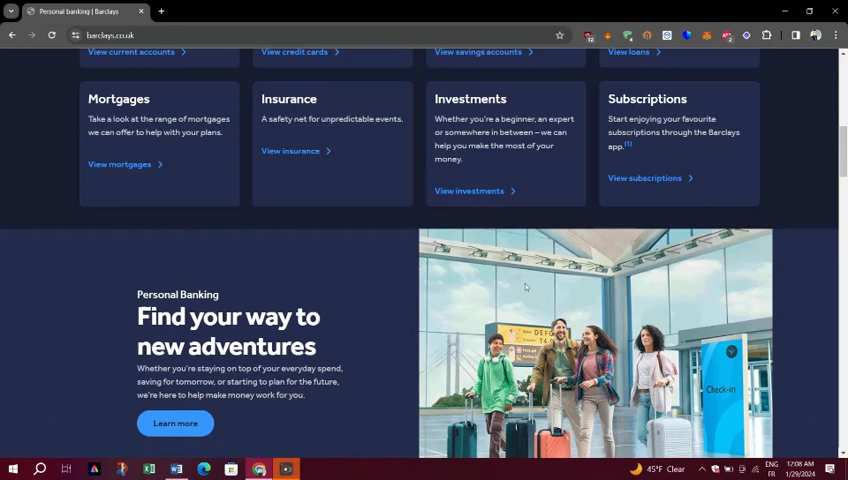 Personal banking | Barclays
barclays.co.uk
View current accounts
View credit cards
View savings accounts
View loans
Mortgages
Take a look at the range of mortgages
we can offer to help with your plans.
View mortgages
Insurance
A safety net for unpredictable events.
View insurance
Investments
Whether you're a beginner, an expert
or somewhere in between – we can
help you make the most of your
money.
View investments
Subscriptions
Start enjoying your favourite
subscriptions through the Barclays
app.(1)
View subscriptions
Personal Banking
Find your way to
new adventures
Whether you're staying on top of your everyday spend,
saving for tomorrow, or starting to plan for the future,
we're here to help make money work for you.
Learn more
Check-in
45°F Clear
ENG
FR
12:08 AM
1/29/2024